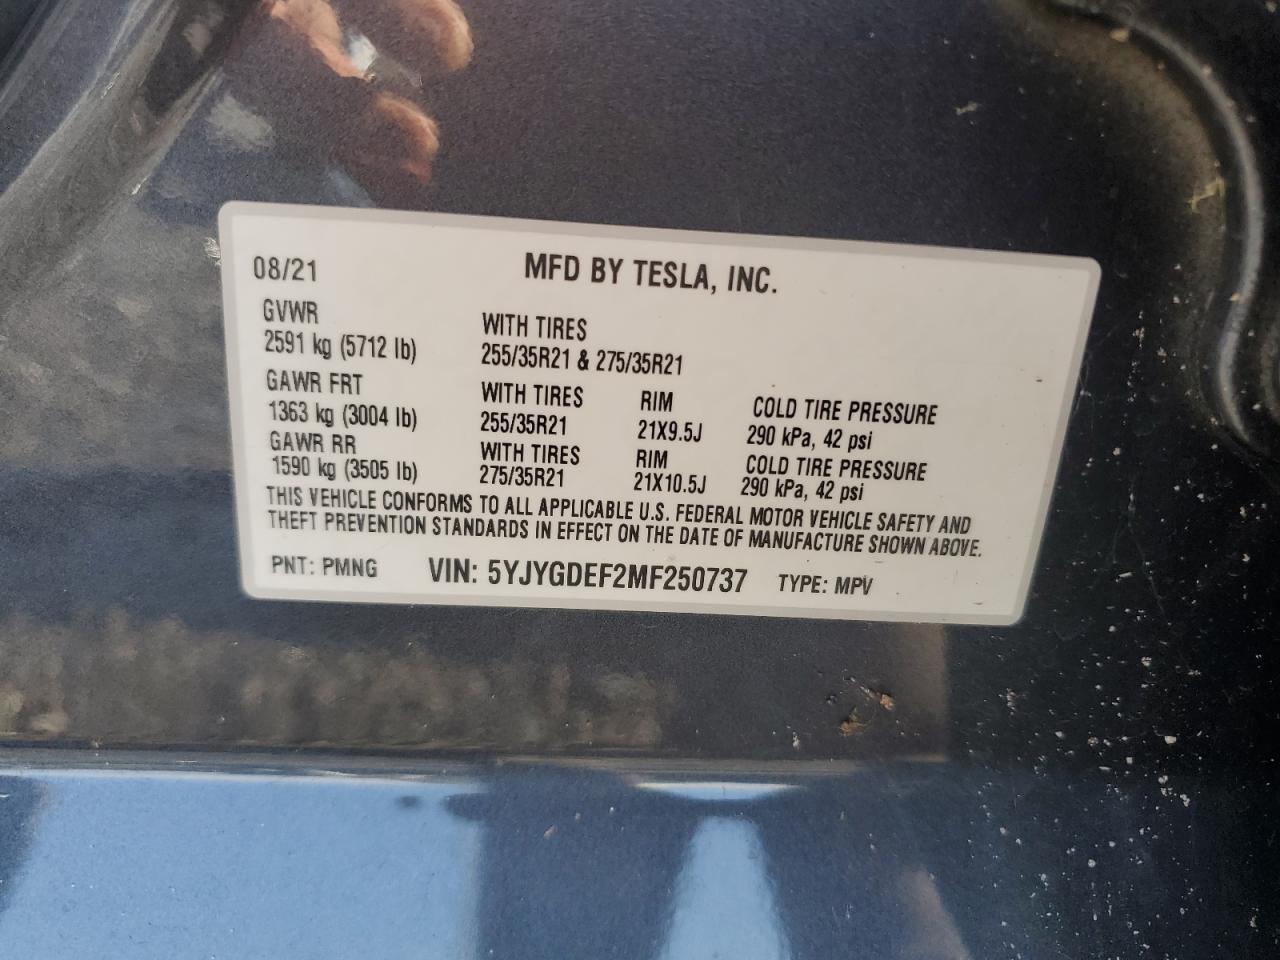 08/21 MFD BY TESLA, INC.
GVWR WITH TIRES
2591 kg (5712 lb) 255/35R21 & 275/35R21
GAWR FRT WITH TIRES RIM COLD TIRE PRESSURE
1363 kg (3004 lb) 255/35R21 21X9.5J 290 kPa, 42 psi
GAWR RR WITH TIRES RIM COLD TIRE PRESSURE
1590 kg (3505 lb) 275/35R21 21X10.5J 290 kPa, 42 psi
THIS VEHICLE CONFORMS TO ALL APPLICABLE U.S. FEDERAL MOTOR VEHICLE SAFETY AND
THEFT PREVENTION STANDARDS IN EFFECT ON THE DATE OF MANUFACTURE SHOWN ABOVE.
PNT: PMNG VIN: 5YJYGDEF2MF250737 TYPE: MPV